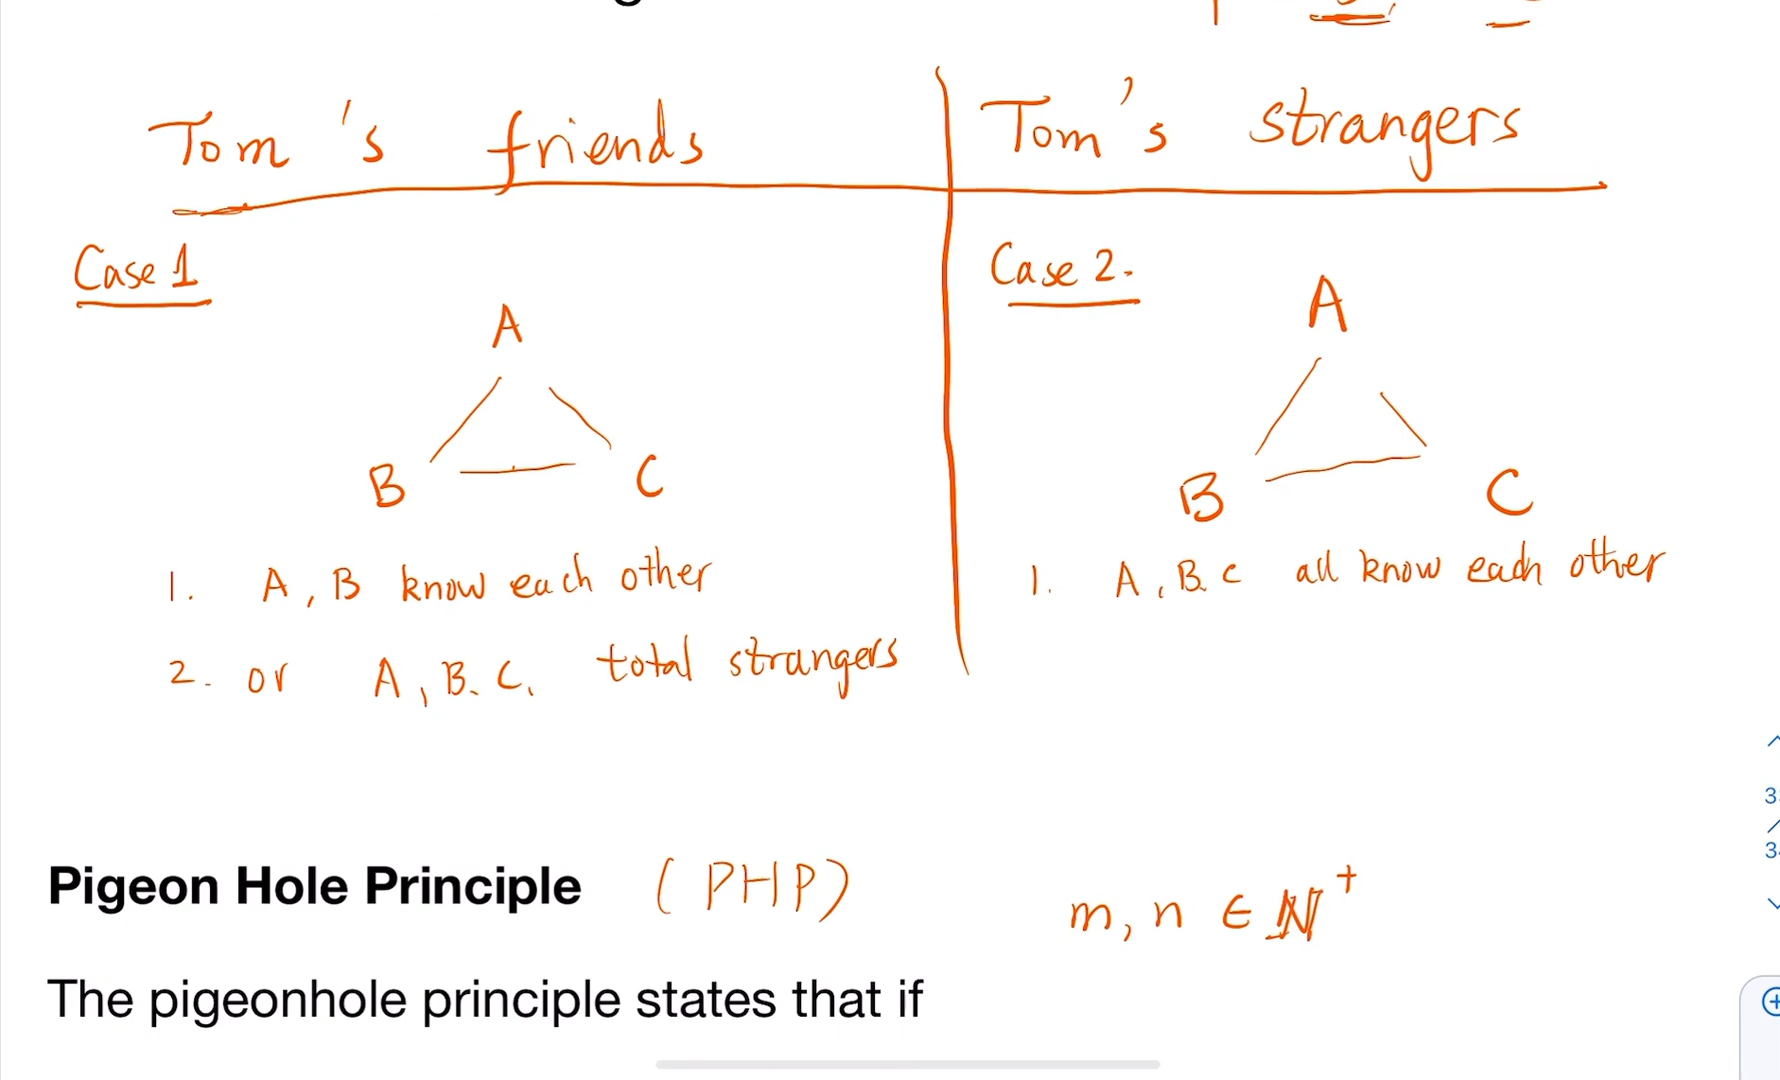 Tom's friends
Tom's strangers
Case 1
A
B
C
1. A, B know each other
2. or A, B. C, total strangers
Case 2.
A
B
C
1. A, B. C all know each other
Pigeon Hole Principle (PHP)
m, n ∈ ℕ⁺
The pigeonhole principle states that if